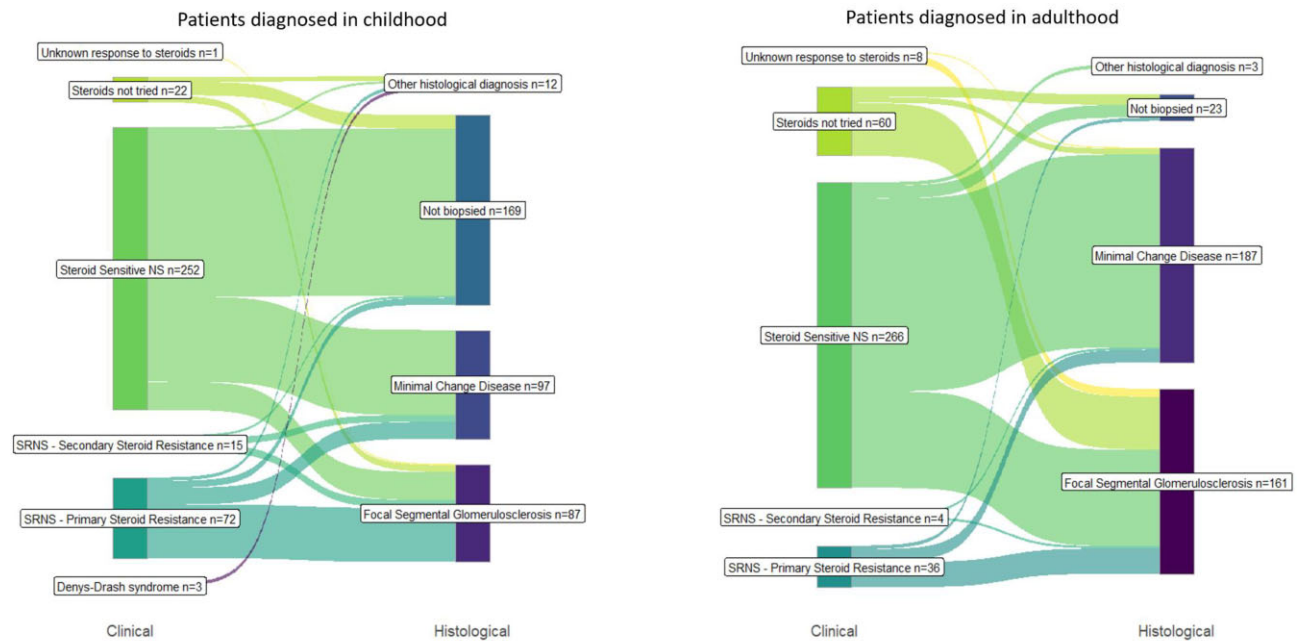 Patients diagnosed in childhood
Unknown response to steroids n=1
Steroids not tried n=22
Other histological diagnosis n=12
Not biopsied n=169
Steroid Sensitive NS n=252
Minimal Change Disease n=97
SRNS - Secondary Steroid Resistance n=15
SRNS - Primary Steroid Resistance n=72
Focal Segmental Glomerulosclerosis n=87
Denys-Drash syndrome n=3
Clinical
Histological
Patients diagnosed in adulthood
Unknown response to steroids n=8
Other histological diagnosis n=3
Steroids not tried n=60
Not biopsied n=23
Minimal Change Disease n=187
Steroid Sensitive NS n=266
Focal Segmental Glomerulosclerosis n=161
SRNS - Secondary Steroid Resistance n=4
SRNS - Primary Steroid Resistance n=36
Clinical
Histological